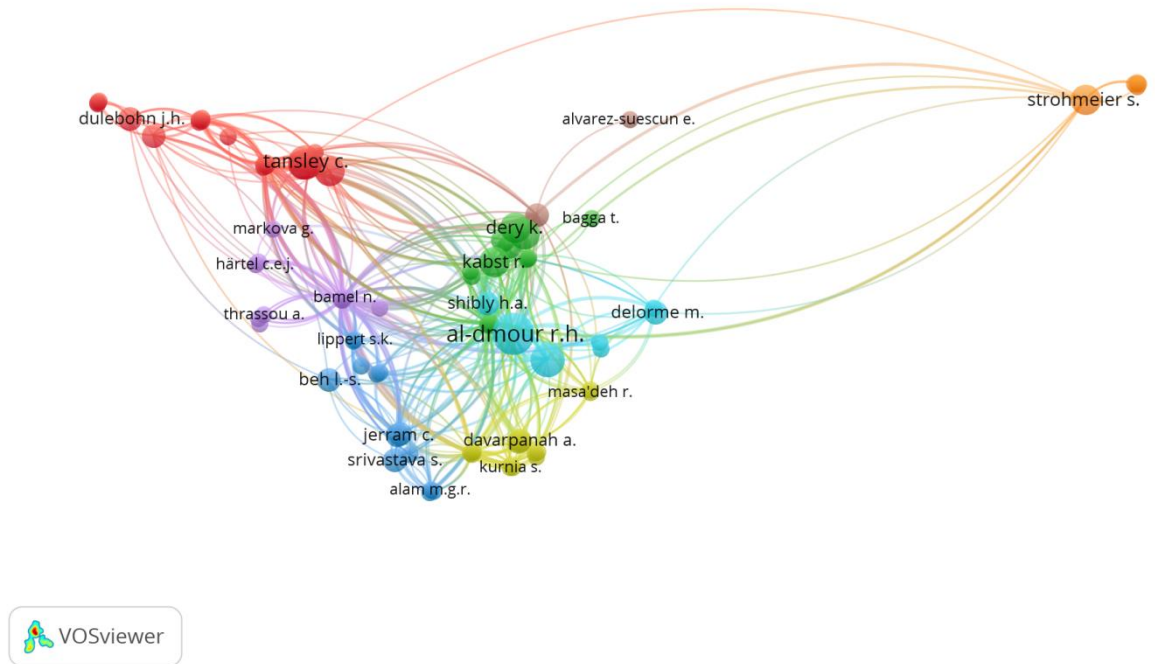 strohmeier s.
dulebohn j.h.
alvarez-suescun e.
tansley c.
bagga t.
dery k.
markova g.
kabst r.
härtel c.e.j.
bamel n.
shibly h.a.
thrassou a.
delorme m.
lippert s.k.
al-dmour r.h.
beh l.-s.
masa'deh r.
jerram c.
davarpanah a.
srivastava s.
kurnia s.
alam m.g.r.
VOSviewer